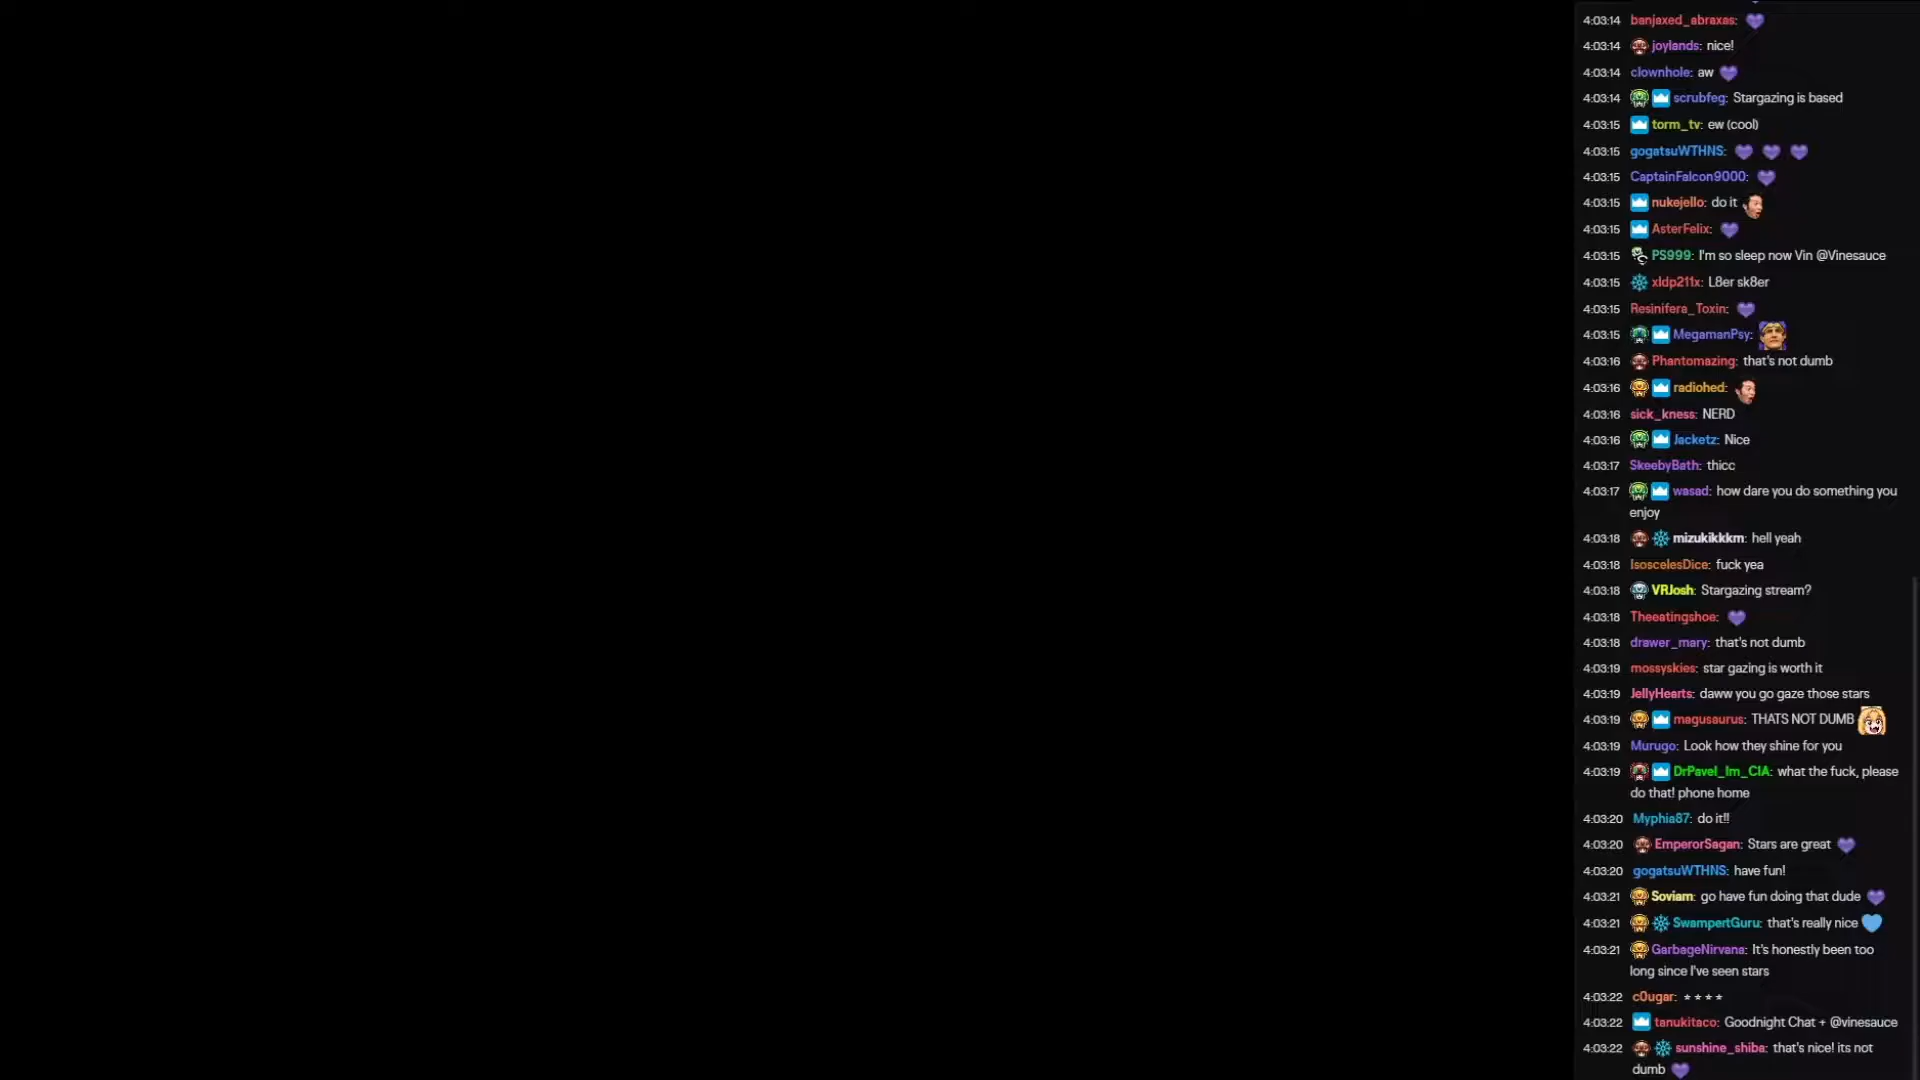 4:03:14 banjaxed_abraxas:
4:03:14 joylands: nice!
4:03:14 clownhole: aw
4:03:14 scrubfeg: Stargazing is based
4:03:15 torm_tv: ew (cool)
4:03:15 gogatsuWTHNS:
4:03:15 CaptainFalcon9000:
4:03:15 nukejello: do it
4:03:15 AsterFelix:
4:03:15 PS999: I'm so sleep now Vin @Vinesauce
4:03:15 xldp211x: L8er sk8er
4:03:15 Resinifera_Toxin:
4:03:15 MegamanPsy:
4:03:16 Phantomazing: that's not dumb
4:03:16 radiohed:
4:03:16 sick_kness: NERD
4:03:16 Jacketz: Nice
4:03:17 SkeebyBath: thicc
4:03:17 wasad: how dare you do something you
enjoy
4:03:18 mizukikkkm: hell yeah
4:03:18 IsoscelesDice: fuck yea
4:03:18 VRJosh: Stargazing stream?
4:03:18 Theeatingshoe:
4:03:18 drawer_mary: that's not dumb
4:03:19 mossyskies: star gazing is worth it
4:03:19 JellyHearts: daww you go gaze those stars
4:03:19 magusaurus: THATS NOT DUMB
4:03:19 Murugo: Look how they shine for you
4:03:19 DrPavel_Im_CIA: what the fuck, please
do that! phone home
4:03:20 Myphia87: do it!!
4:03:20 EmperorSagan: Stars are great
4:03:20 gogatsuWTHNS: have fun!
4:03:21 Soviam: go have fun doing that dude
4:03:21 SwampertGuru: that's really nice
4:03:21 GarbageNirvana: It's honestly been too
long since I've seen stars
4:03:22 c0ugar: * * * *
4:03:22 tanukitaco: Goodnight Chat + @vinesauce
4:03:22 sunshine_shiba: that's nice! its not
dumb